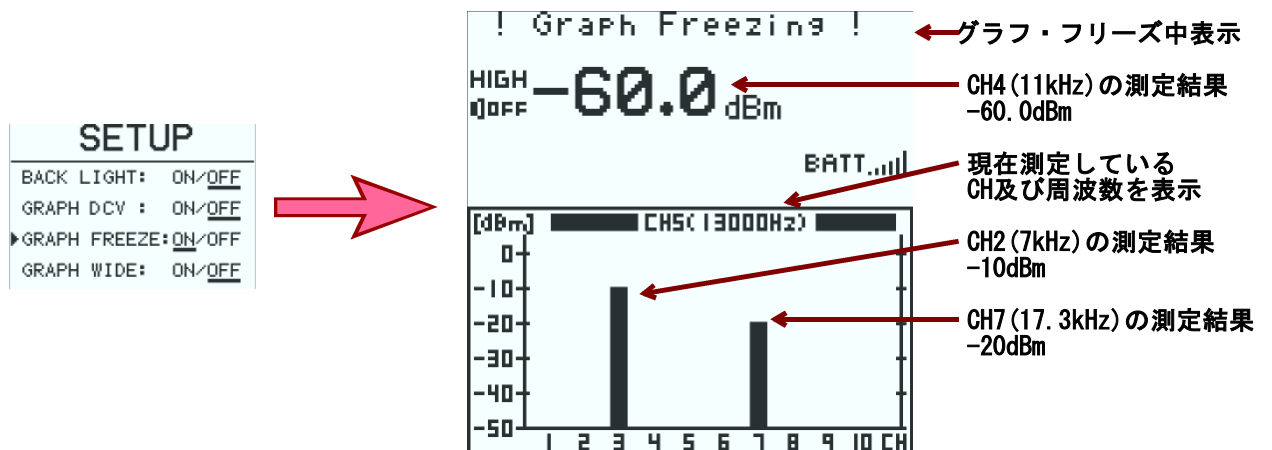 SETUP
BACK LIGHT: ON/OFF
GRAPH DCV : ON/OFF
▶GRAPH FREEZE:ON/OFF
GRAPH WIDE: ON/OFF
! Graph Freezing !
HIGH
OFF
-60.0 dBm
BATT.
[dBm] CH5(13000Hz)
0
-10
-20
-30
-40
-50
1 2 3 4 5 6 7 8 9 10 CH
グラフ・フリーズ中表示
CH4(11kHz)の測定結果
-60.0dBm
現在測定している
CH及び周波数を表示
CH2(7kHz)の測定結果
-10dBm
CH7(17.3kHz)の測定結果
-20dBm